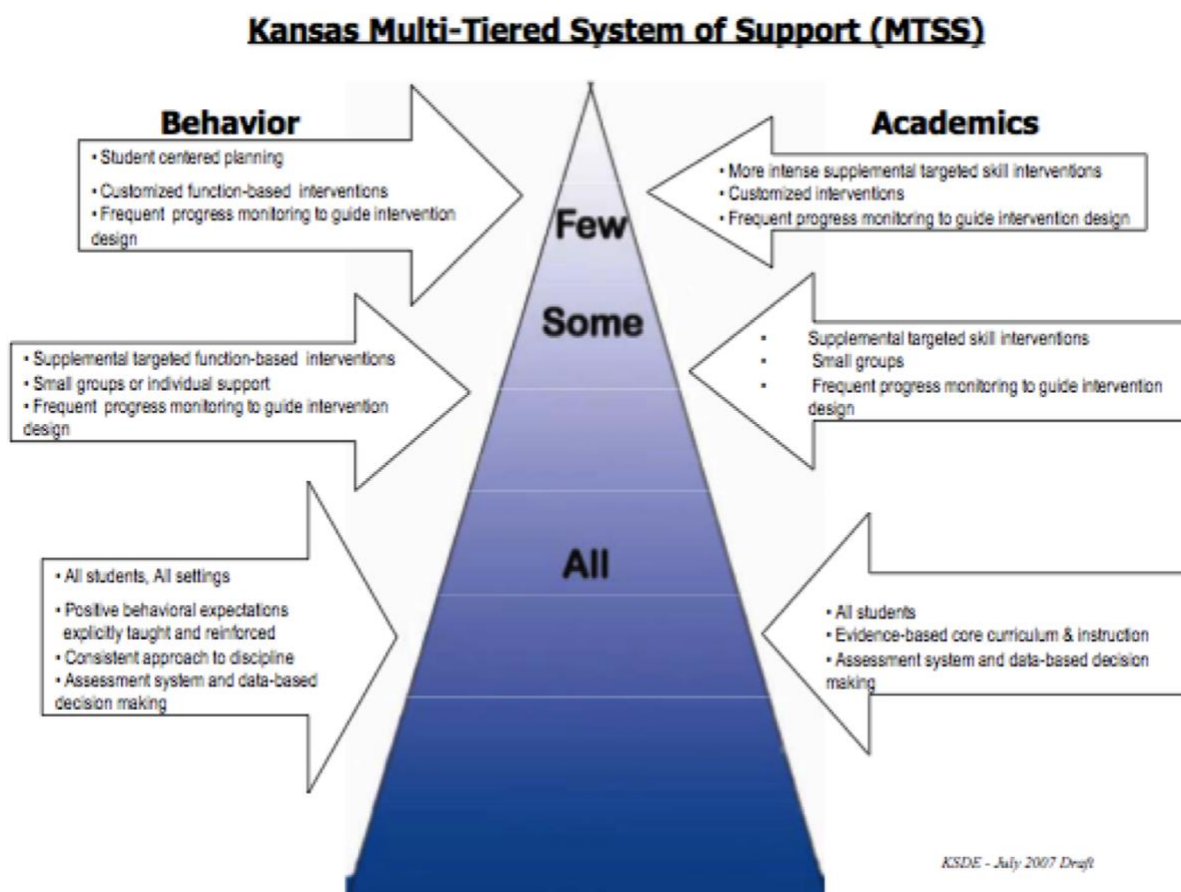 Kansas Multi-Tiered System of Support (MTSS)
Behavior
• Student centered planning
• Customized function-based interventions
• Frequent progress monitoring to guide intervention
design
• Supplemental targeted function-based interventions
• Small groups or individual support
• Frequent progress monitoring to guide intervention
design
• All students, All settings
• Positive behavioral expectations
explicitly taught and reinforced
• Consistent approach to discipline
• Assessment system and data-based
decision making
Few
Some
All
Academics
• More intense supplemental targeted skill interventions
• Customized interventions
• Frequent progress monitoring to guide intervention design
▪ Supplemental targeted skill interventions
▪ Small groups
▪ Frequent progress monitoring to guide intervention
design
• All students
• Evidence-based core curriculum & instruction
• Assessment system and data-based decision
making
KSDE - July 2007 Draft